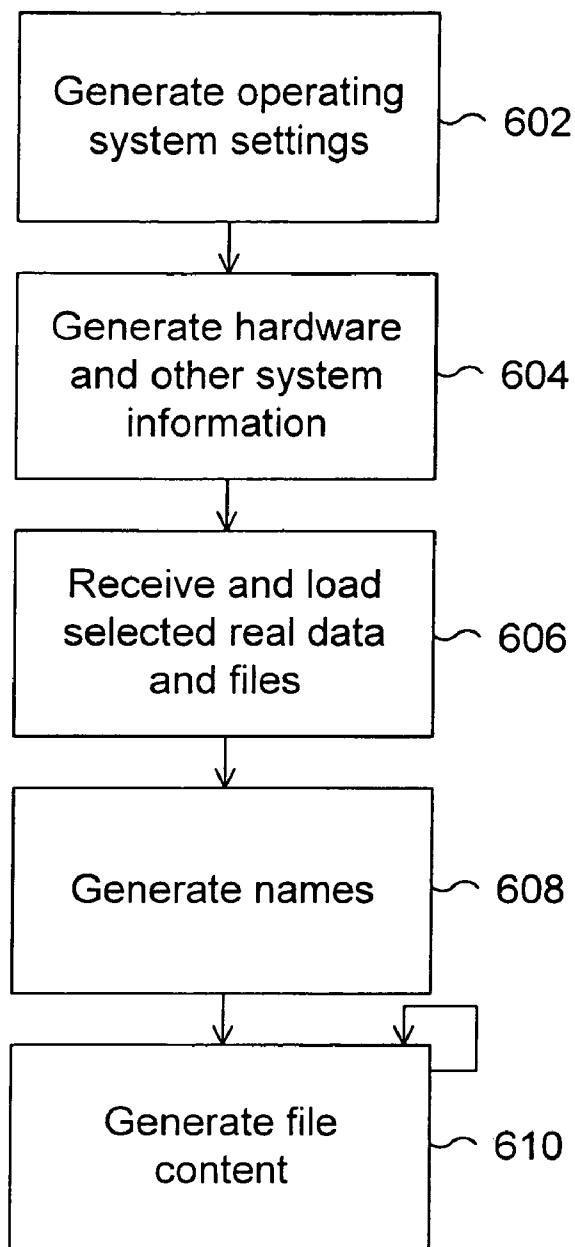 Generate operating
system settings
602
Generate hardware
and other system
information
604
Receive and load
selected real data
and files
606
Generate names
608
Generate file
content
610